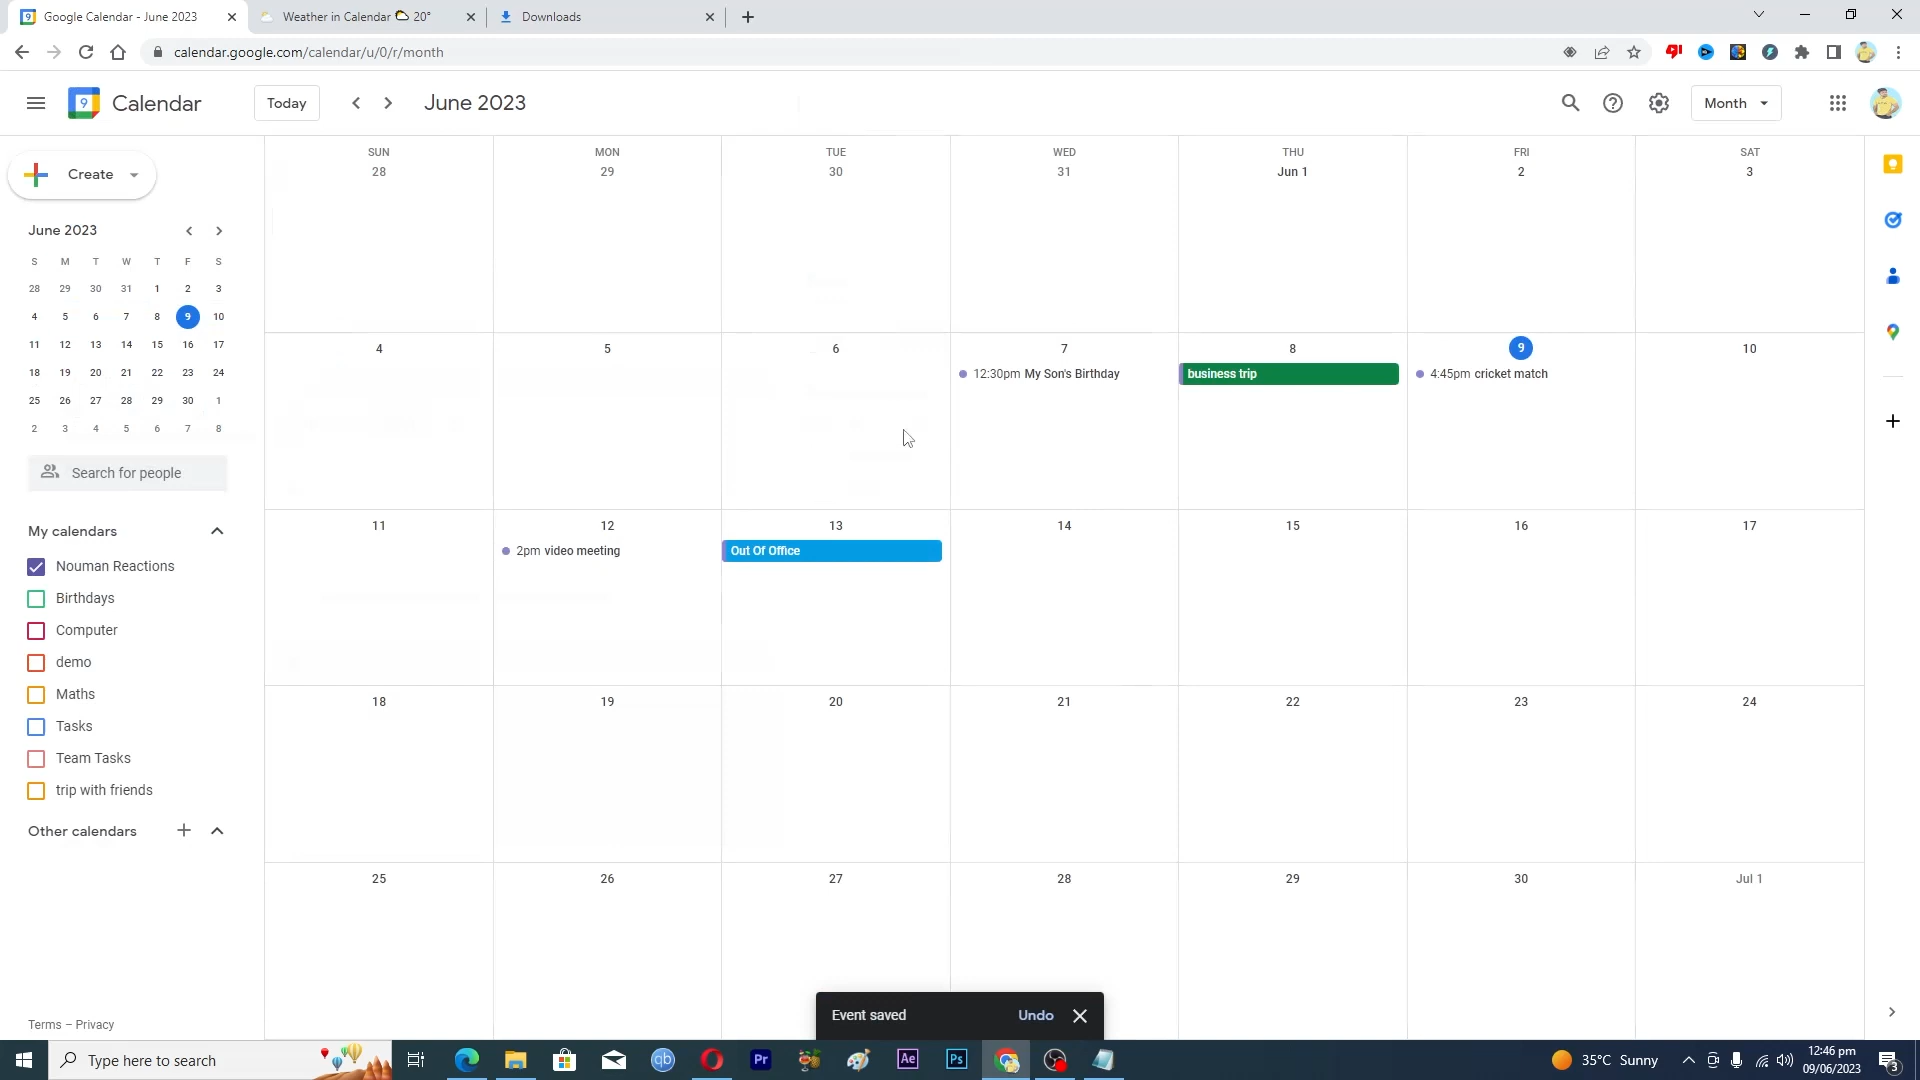 Google Calendar - June 2023
Weather in Calendar 20°
Downloads
calendar.google.com/calendar/u/0/r/month
9
Calendar
Today
June 2023
Month
Create
June 2023
S M T W T F S
28 29 30 31 1 2 3
4 5 6 7 8 9 10
11 12 13 14 15 16 17
18 19 20 21 22 23 24
25 26 27 28 29 30 1
2 3 4 5 6 7 8
Search for people
My calendars
Nouman Reactions
Birthdays
Computer
demo
Maths
Tasks
Team Tasks
trip with friends
Other calendars
Terms – Privacy
SUN MON TUE WED THU FRI SAT
28 29 30 31 Jun 1 2 3
4 5 6 7 8 9 10
12:30pm My Son's Birthday
business trip
4:45pm cricket match
11 12 13 14 15 16 17
2pm video meeting
Out Of Office
18 19 20 21 22 23 24
25 26 27 28 29 30 Jul 1
Event saved Undo
Type here to search
qb
Pr
Ae
Ps
35°C Sunny
12:46 pm
09/06/2023
3